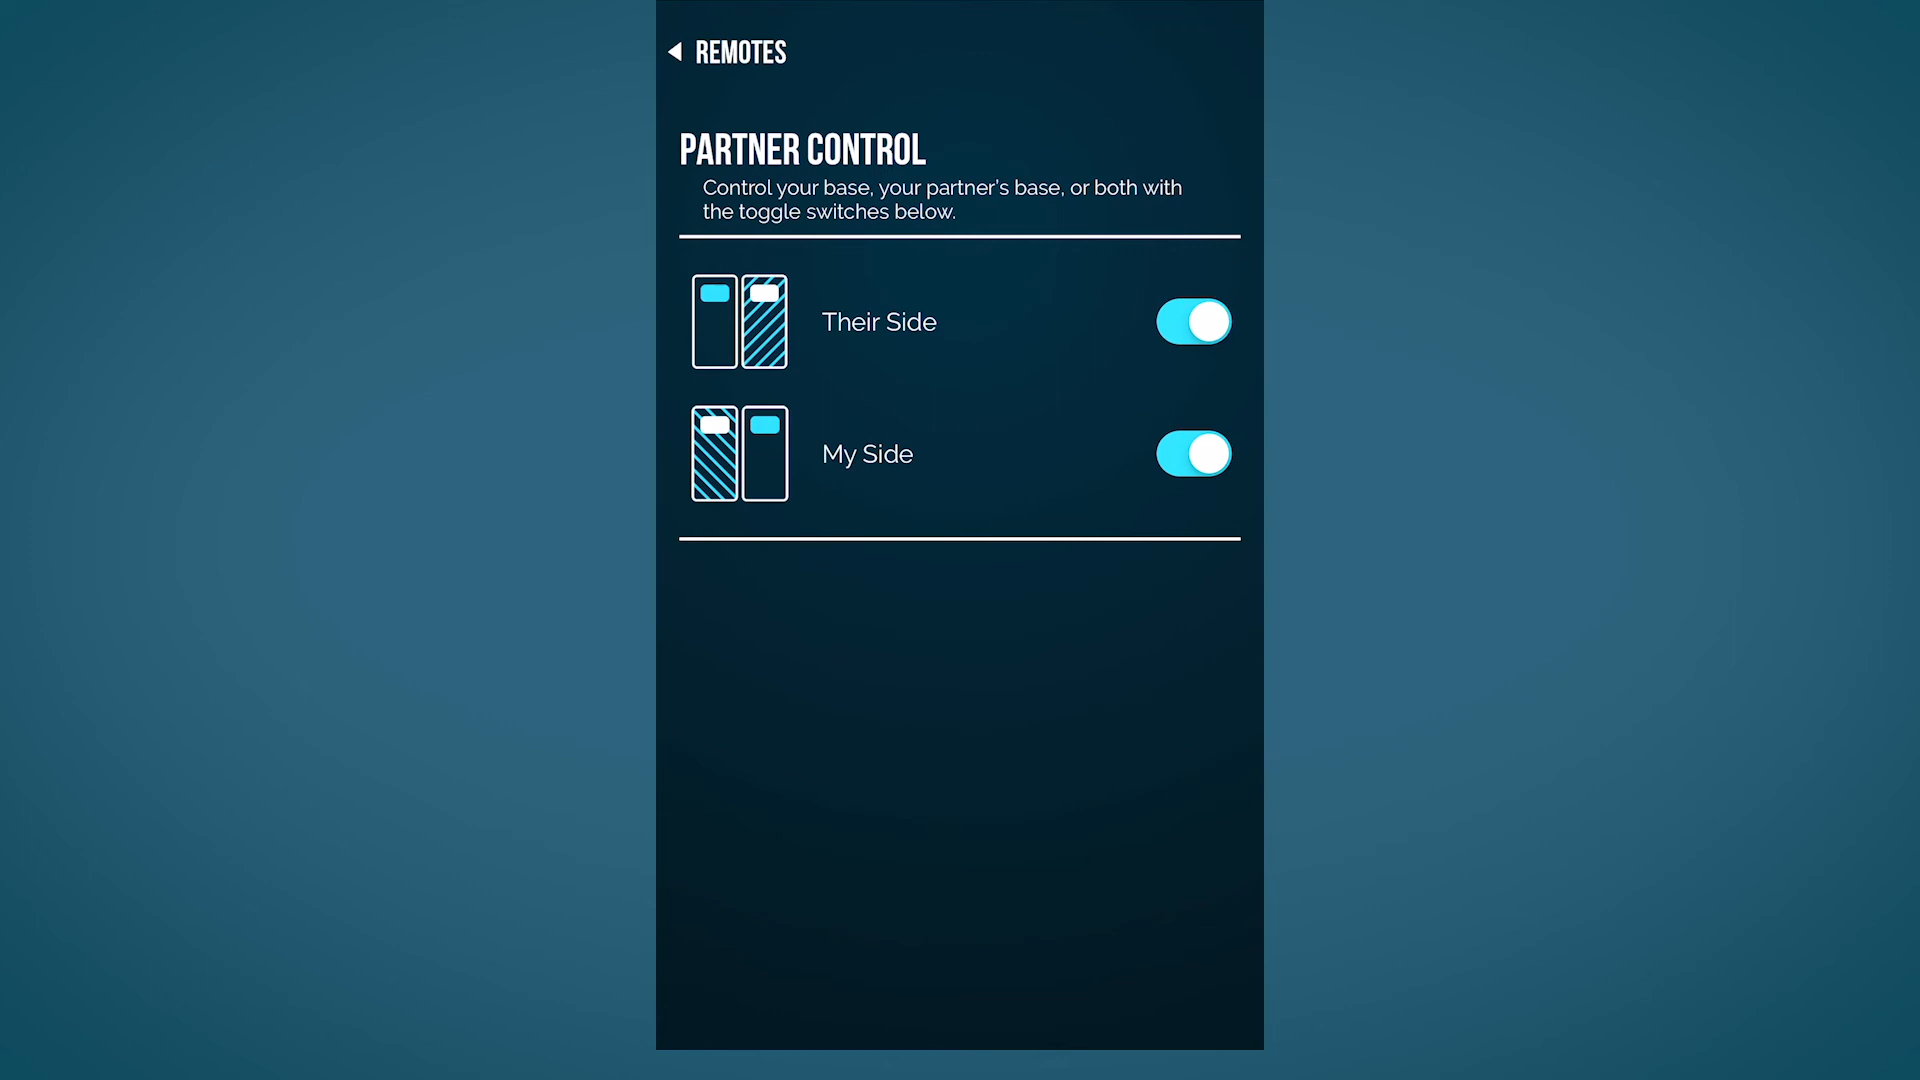 REMOTES
PARTNER CONTROL
Control your base, your partner's base, or both with
the toggle switches below.
Their Side
My Side